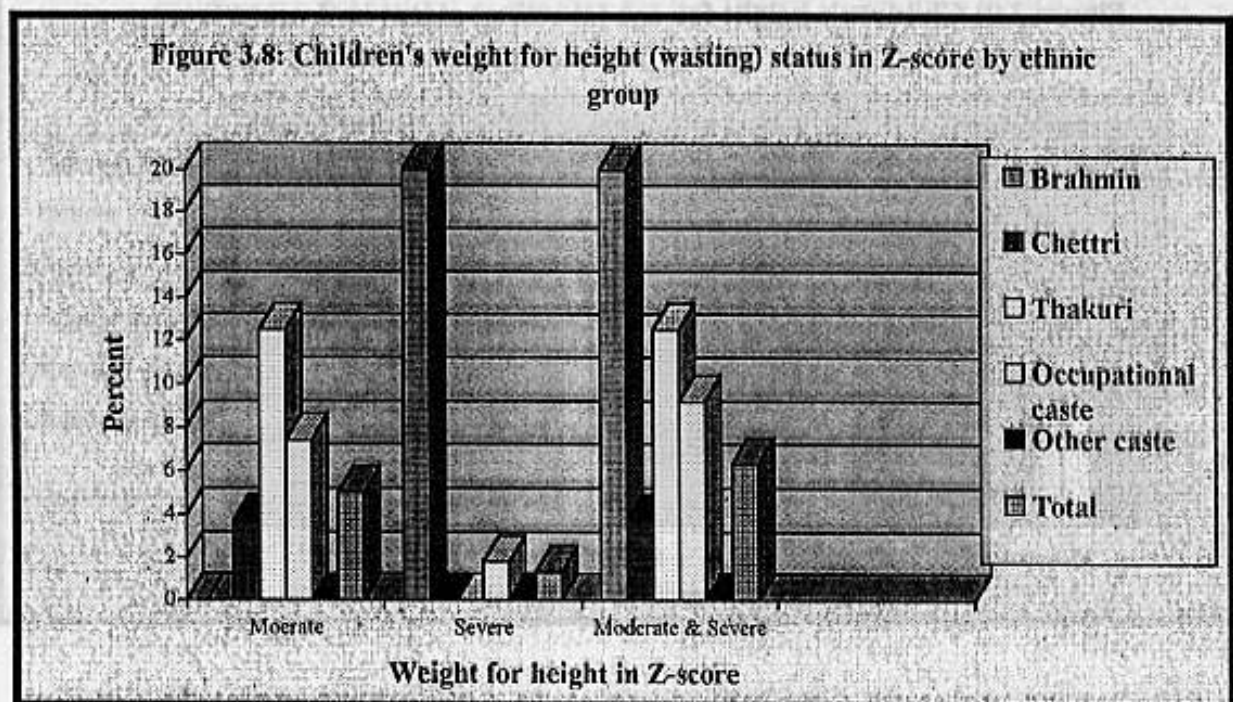 Figure 3.8: Children's weight for height (wasting) status in Z-score by ethnic
group
20
18
16
14
12
10
8
6
4
2
0
Percent
Moerate
Severe
Moderate & Severe
Weight for height in Z-score
Brahmin
Chettri
Thakuri
Occupational
caste
Other caste
Total